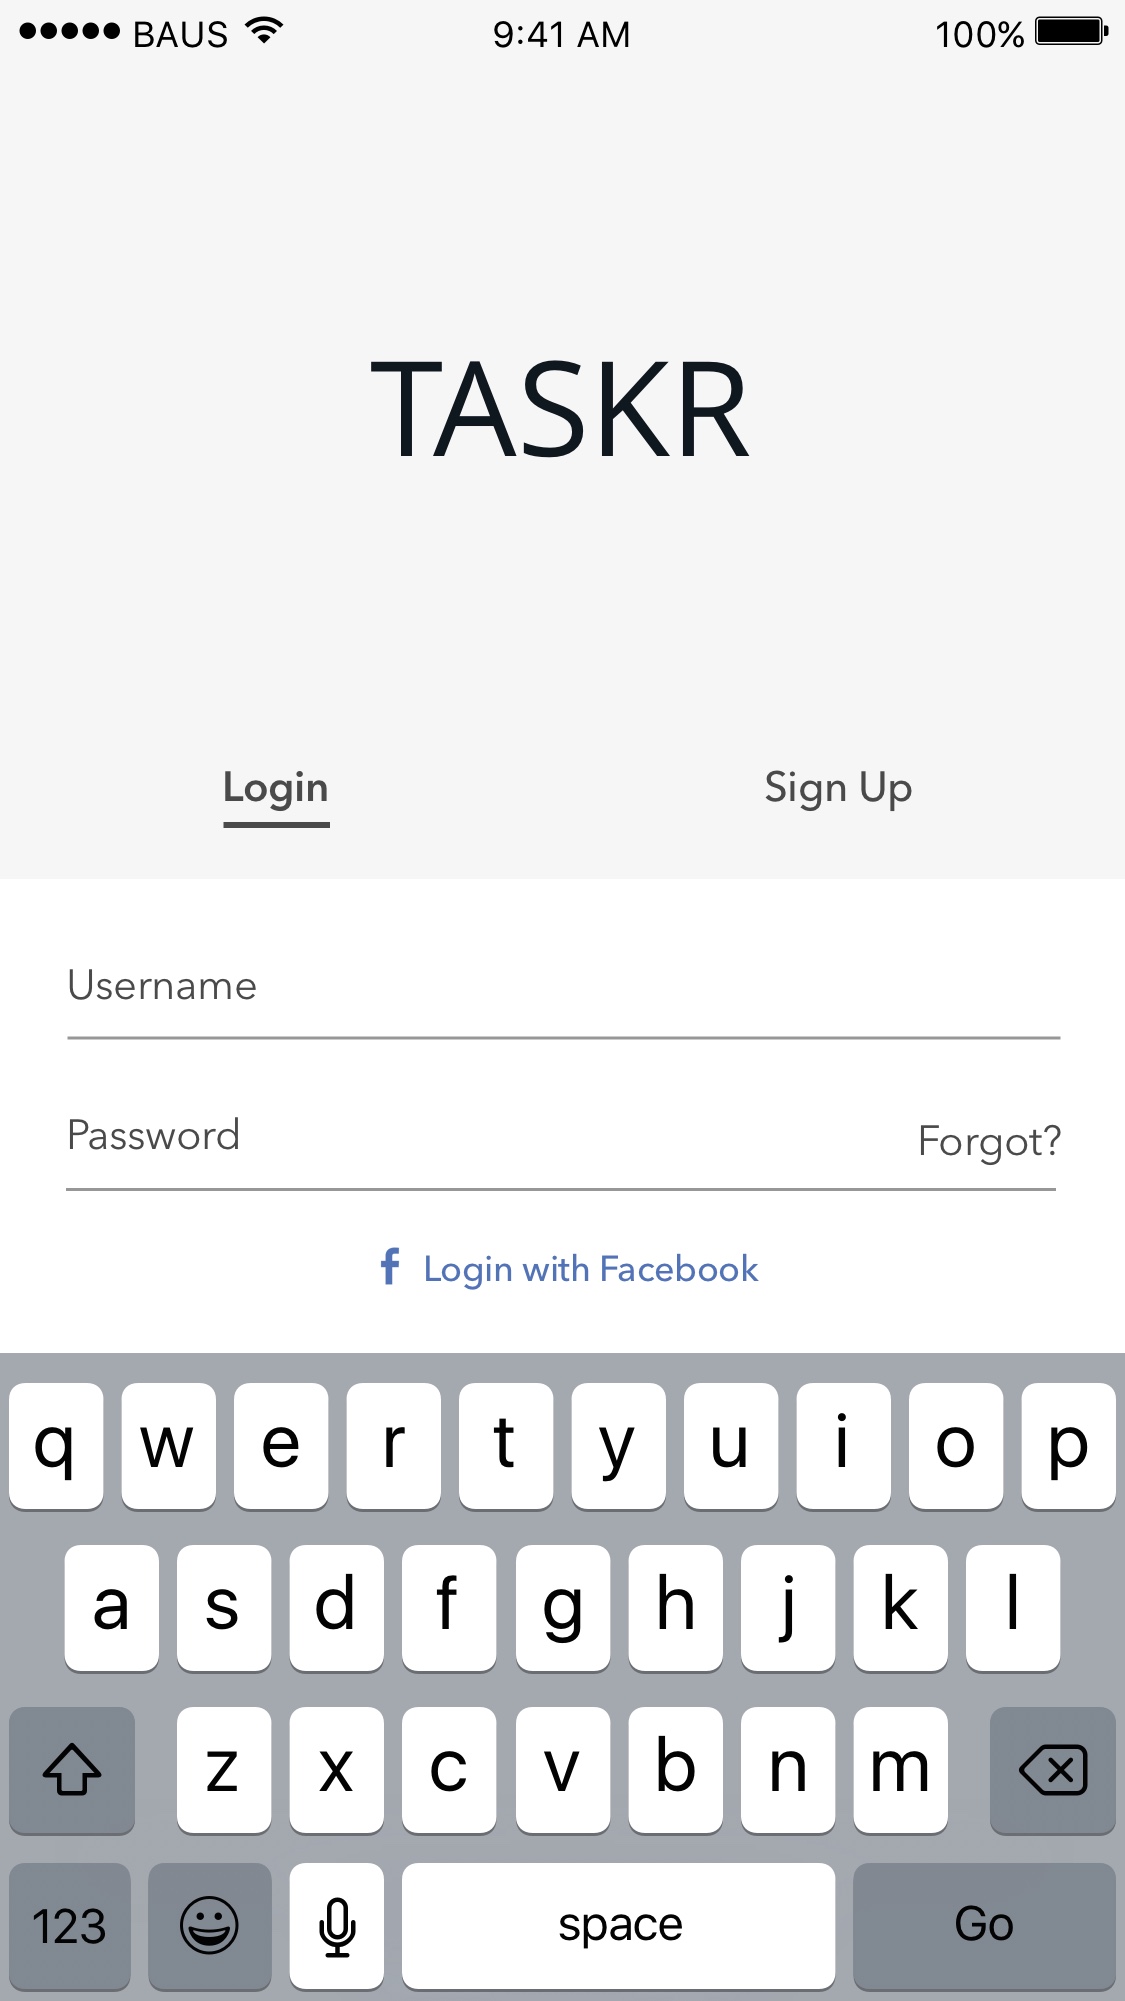 BAUS 9:41 AM 100%
TASKR
Login Sign Up
Username
Password Forgot?
f Login with Facebook
q w e r t y u i o p
a s d f g h j k l
z x c v b n m
123 space Go